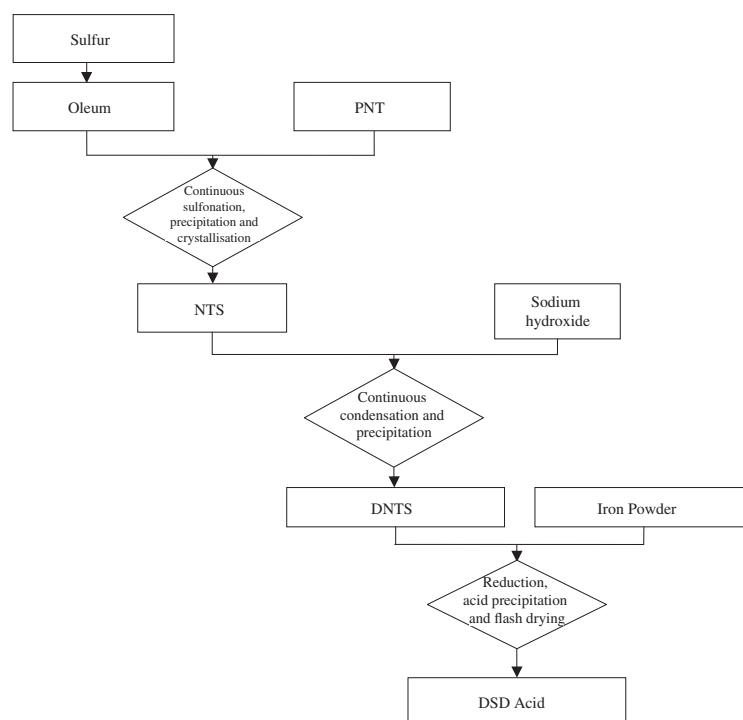 Sulfur
Oleum
PNT
Continuous
sulfonation,
precipitation and
crystallisation
NTS
Sodium
hydroxide
Continuous
condensation and
precipitation
DNTS
Iron Powder
Reduction,
acid precipitation
and flash drying
DSD Acid